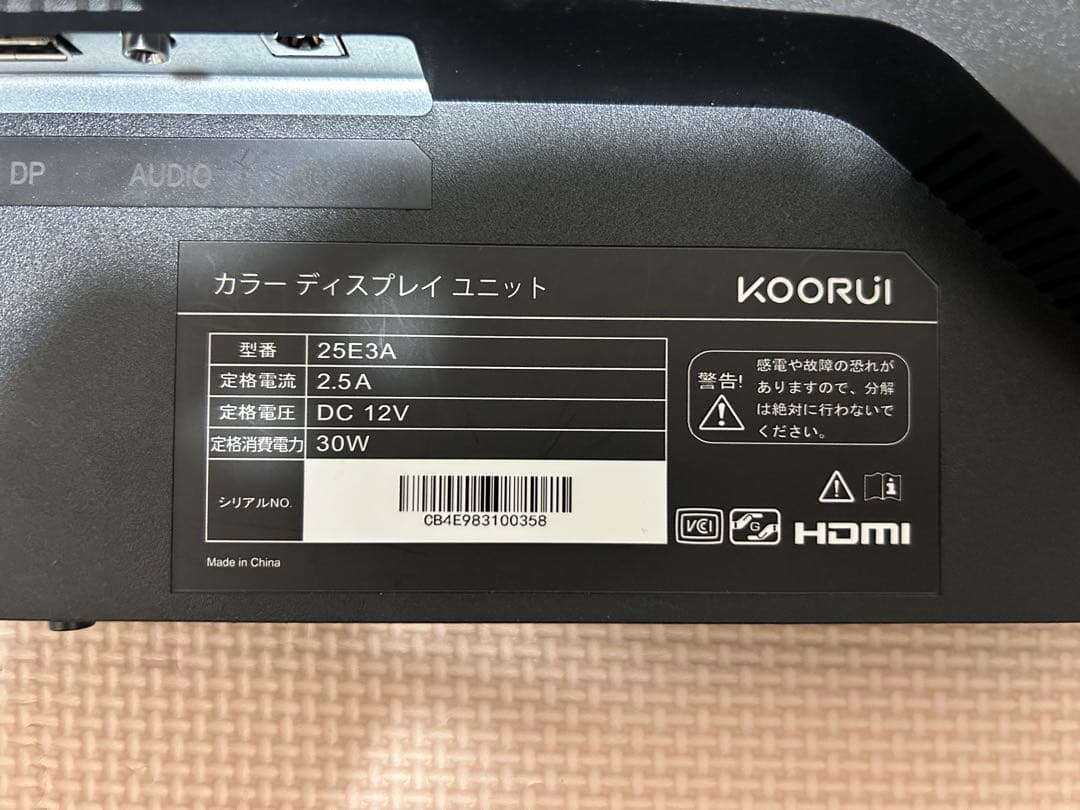 DP AUDIO
カラー ディスプレイ ユニット
KOORUI
型番 25E3A
定格電流 2.5A
定格電圧 DC 12V
定格消費電力 30W
シリアルNO.
CB4E983100358
Made in China
警告!
感電や故障の恐れが
ありますので、分解
は絶対に行わないで
ください。
VCCI
G
HDMI